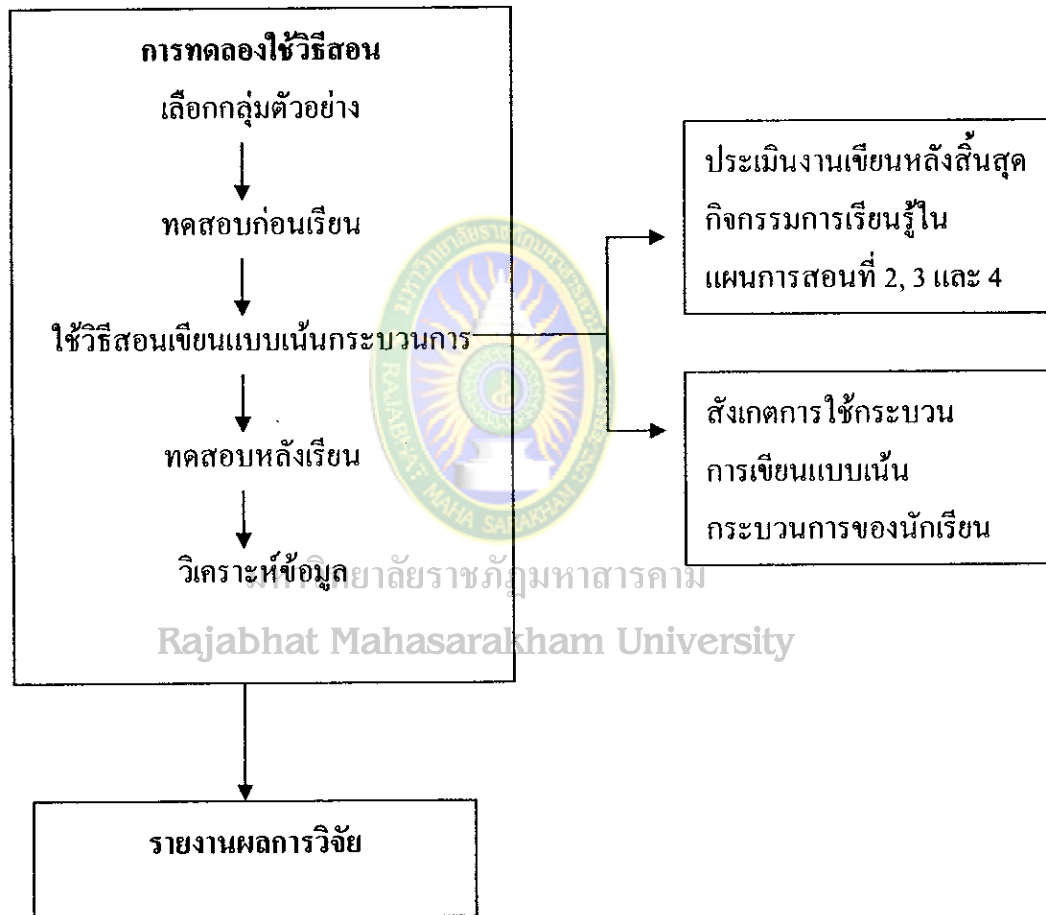 การทดลองใช้วิธีสอน
เลือกกลุ่มตัวอย่าง
ทดสอบก่อนเรียน
ใช้วิธีสอนเขียนแบบเน้นกระบวนการ
ทดสอบหลังเรียน
วิเคราะห์ข้อมูล
ประเมินงานเขียนหลังสิ้นสุด
กิจกรรมการเรียนรู้ใน
แผนการสอนที่ 2, 3 และ 4
สังเกตการใช้กระบวน
การเขียนแบบเน้น
กระบวนการของนักเรียน
มหาวิทยาลัยราชภัฏมหาสารคาม
Rajabhat Mahasarakham University
RAJABHAT MAHA SARAKHAM
รายงานผลการวิจัย